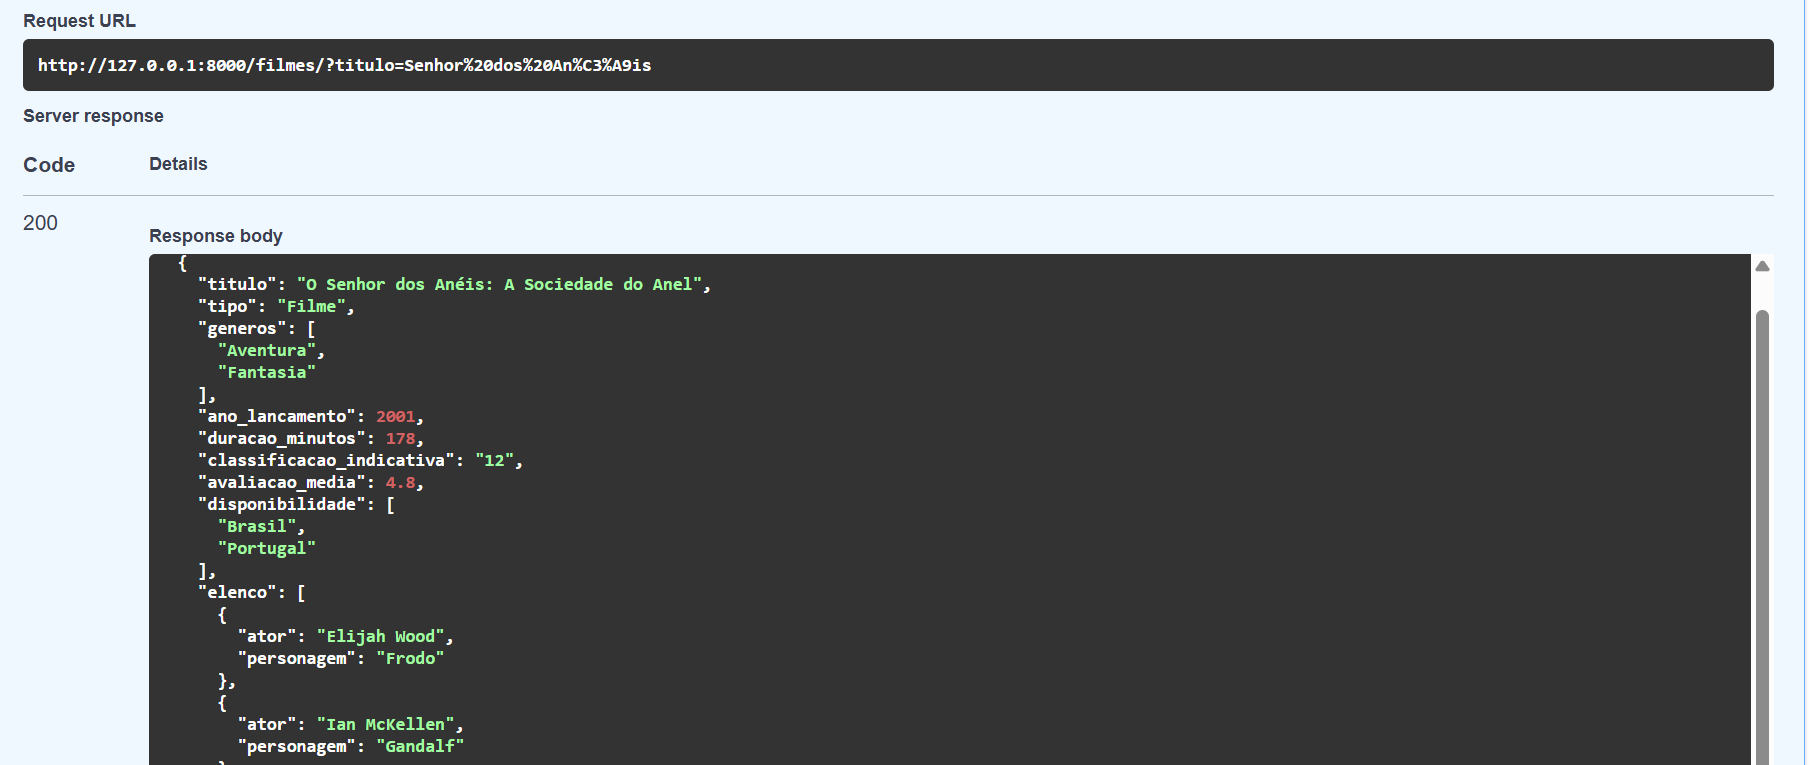 Request URL
http://127.0.0.1:8000/filmes/?titulo=Senhor%20dos%20An%C3%A9is
Server response
Code Details
200
Response body
{
"titulo": "O Senhor dos Anéis: A Sociedade do Anel",
"tipo": "Filme",
"generos": [
"Aventura",
"Fantasia"
],
"ano_lancamento": 2001,
"duracao_minutos": 178,
"classificacao_indicativa": "12",
"avaliacao_media": 4.8,
"disponibilidade": [
"Brasil",
"Portugal"
],
"elenco": [
{
"ator": "Elijah Wood",
"personagem": "Frodo"
},
{
"ator": "Ian McKellen",
"personagem": "Gandalf"
}